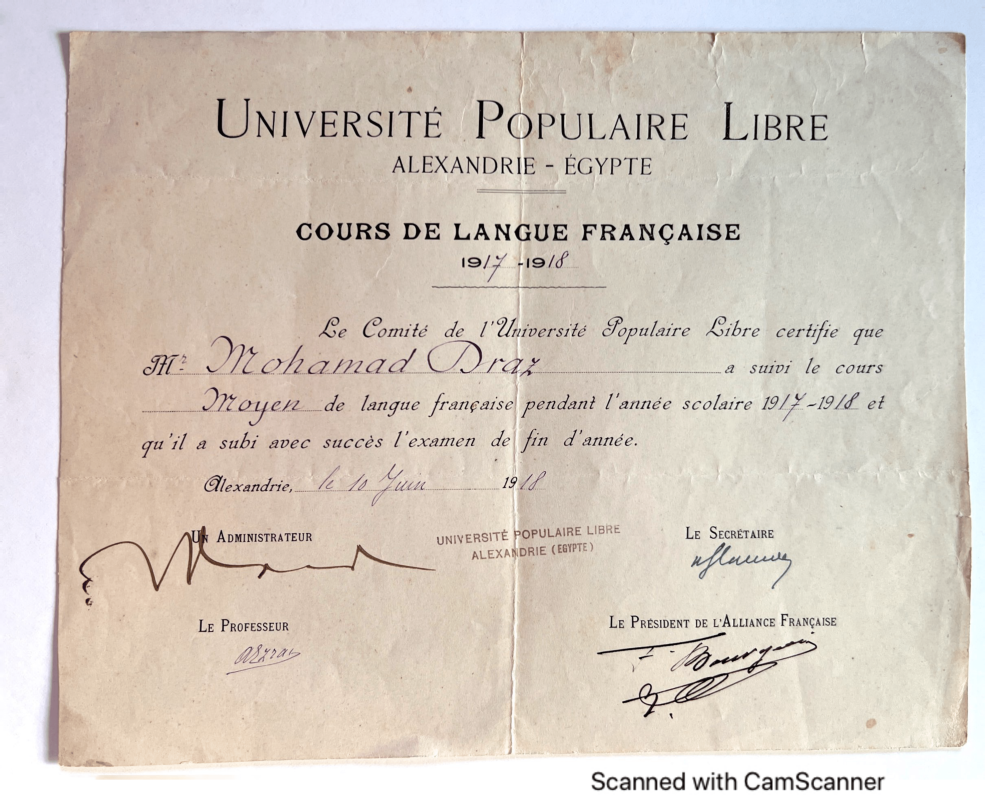 UNIVERSITÉ POPULAIRE LIBRE
ALEXANDRIE - ÉGYPTE
COURS DE LANGUE FRANÇAISE
1917-1918
Le Comité de l'Université Populaire Libre certifie que
Mr Mohamad Draz a suivi le cours
Moyen de langue française pendant l'année scolaire 1917-1918 et
qu'il a subi avec succès l'examen de fin d'année.
Alexandrie, le 10 Juin 1918
UN ADMINISTRATEUR
UNIVERSITÉ POPULAIRE LIBRE
ALEXANDRIE (EGYPTE)
LE SECRÉTAIRE
LE PROFESSEUR
LE PRÉSIDENT DE L'ALLIANCE FRANÇAISE
Scanned with CamScanner